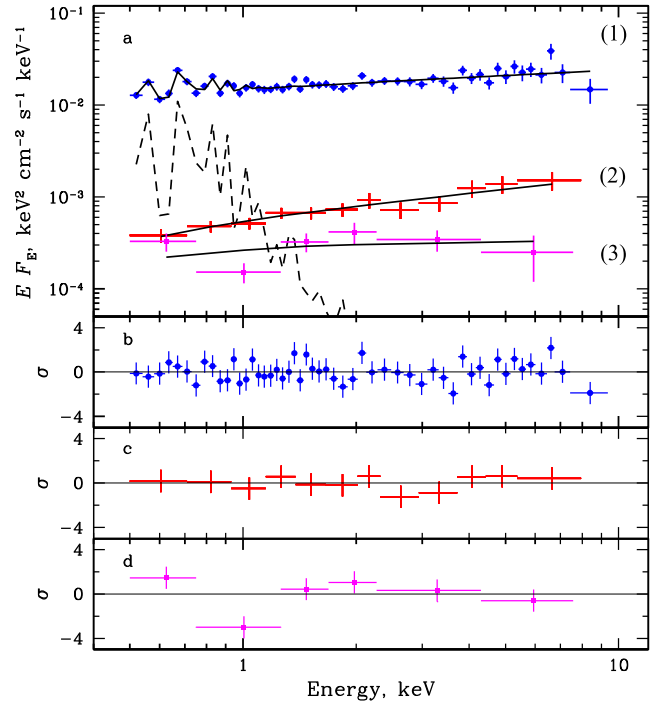 a
(1)
(2)
(3)
10⁻¹
10⁻²
10⁻³
10⁻⁴
E F_E, keV² cm⁻² s⁻¹ keV⁻¹
b
4
0
−4
σ
c
4
0
−4
σ
d
4
0
−4
σ
1
10
Energy, keV